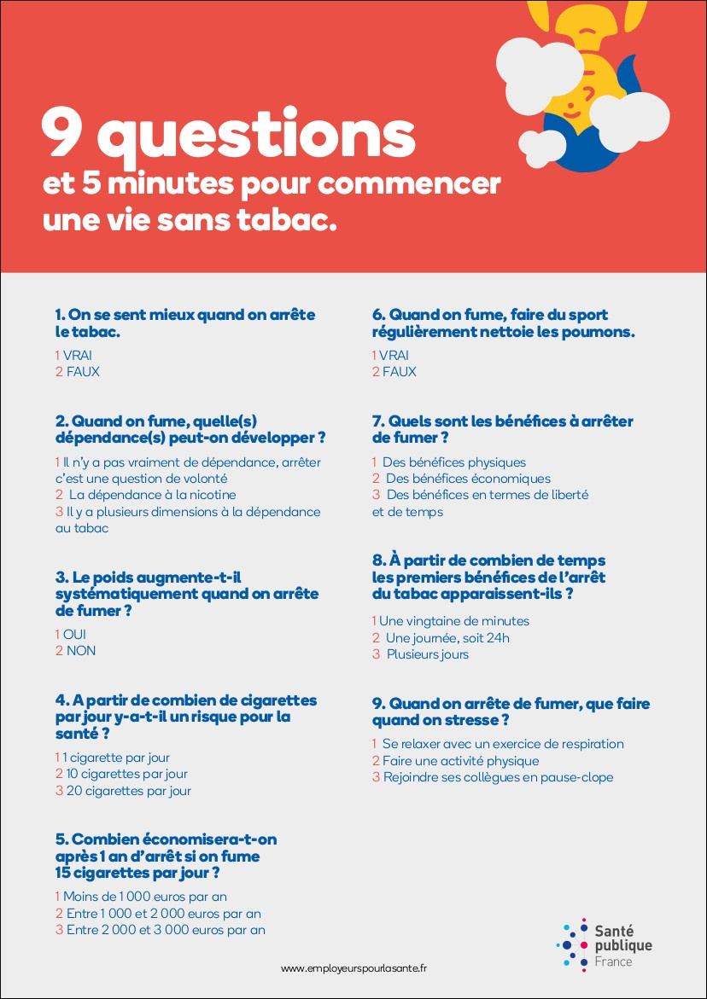 9 questions
et 5 minutes pour commencer
une vie sans tabac.
1. On se sent mieux quand on arrête
le tabac.
1 VRAI
2 FAUX
2. Quand on fume, quelle(s)
dépendance(s) peut-on développer ?
1 Il n'y a pas vraiment de dépendance, arrêter
c'est une question de volonté
2 La dépendance à la nicotine
3 Il y a plusieurs dimensions à la dépendance
au tabac
3. Le poids augmente-t-il
systématiquement quand on arrête
de fumer ?
1 OUI
2 NON
4. A partir de combien de cigarettes
par jour y-a-t-il un risque pour la
santé ?
1 1 cigarette par jour
2 10 cigarettes par jour
3 20 cigarettes par jour
5. Combien économisera-t-on
après 1 an d'arrêt si on fume
15 cigarettes par jour ?
1 Moins de 1 000 euros par an
2 Entre 1 000 et 2 000 euros par an
3 Entre 2 000 et 3 000 euros par an
6. Quand on fume, faire du sport
régulièrement nettoie les poumons.
1 VRAI
2 FAUX
7. Quels sont les bénéfices à arrêter
de fumer ?
1 Des bénéfices physiques
2 Des bénéfices économiques
3 Des bénéfices en termes de liberté
et de temps
8. À partir de combien de temps
les premiers bénéfices de l'arrêt
du tabac apparaissent-ils ?
1 Une vingtaine de minutes
2 Une journée, soit 24h
3 Plusieurs jours
9. Quand on arrête de fumer, que faire
quand on stresse ?
1 Se relaxer avec un exercice de respiration
2 Faire une activité physique
3 Rejoindre ses collègues en pause-clope
www.employeurspourlasante.fr
Santé
publique
France